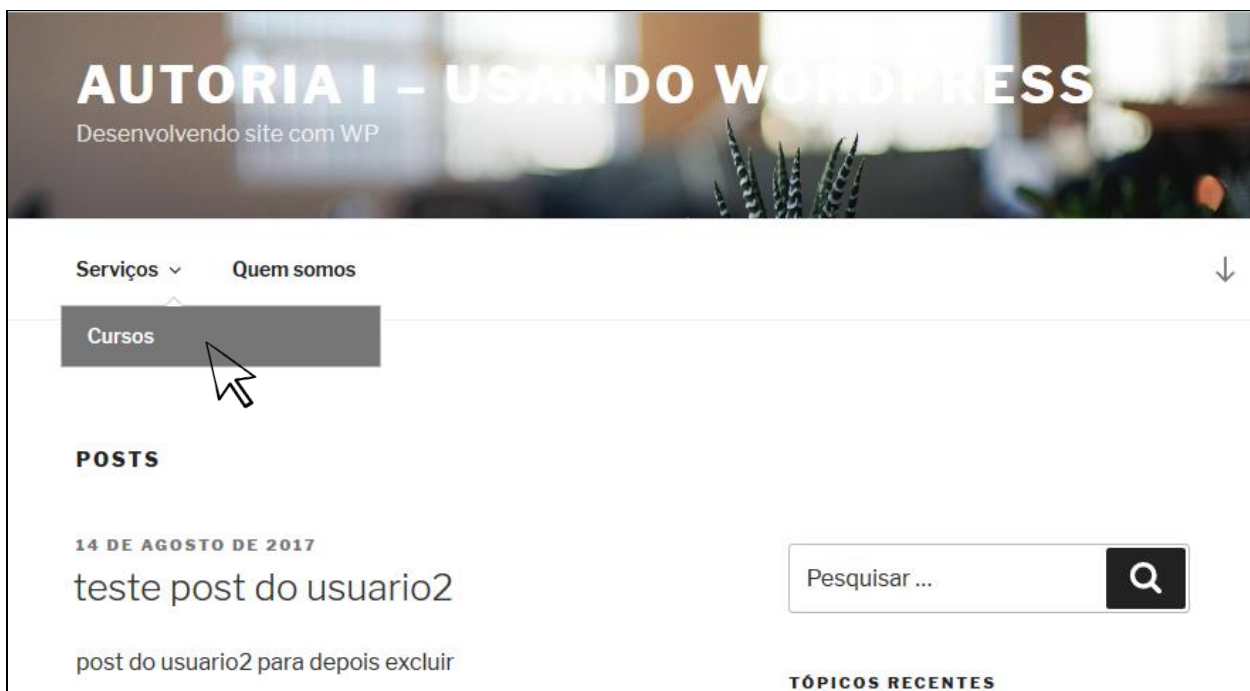 AUTORIA I – USANDO WORDPRESS
Desenvolvendo site com WP
Serviços Quem somos
Cursos
POSTS
14 DE AGOSTO DE 2017
teste post do usuario2
post do usuario2 para depois excluir
Pesquisar ...
TÓPICOS RECENTES